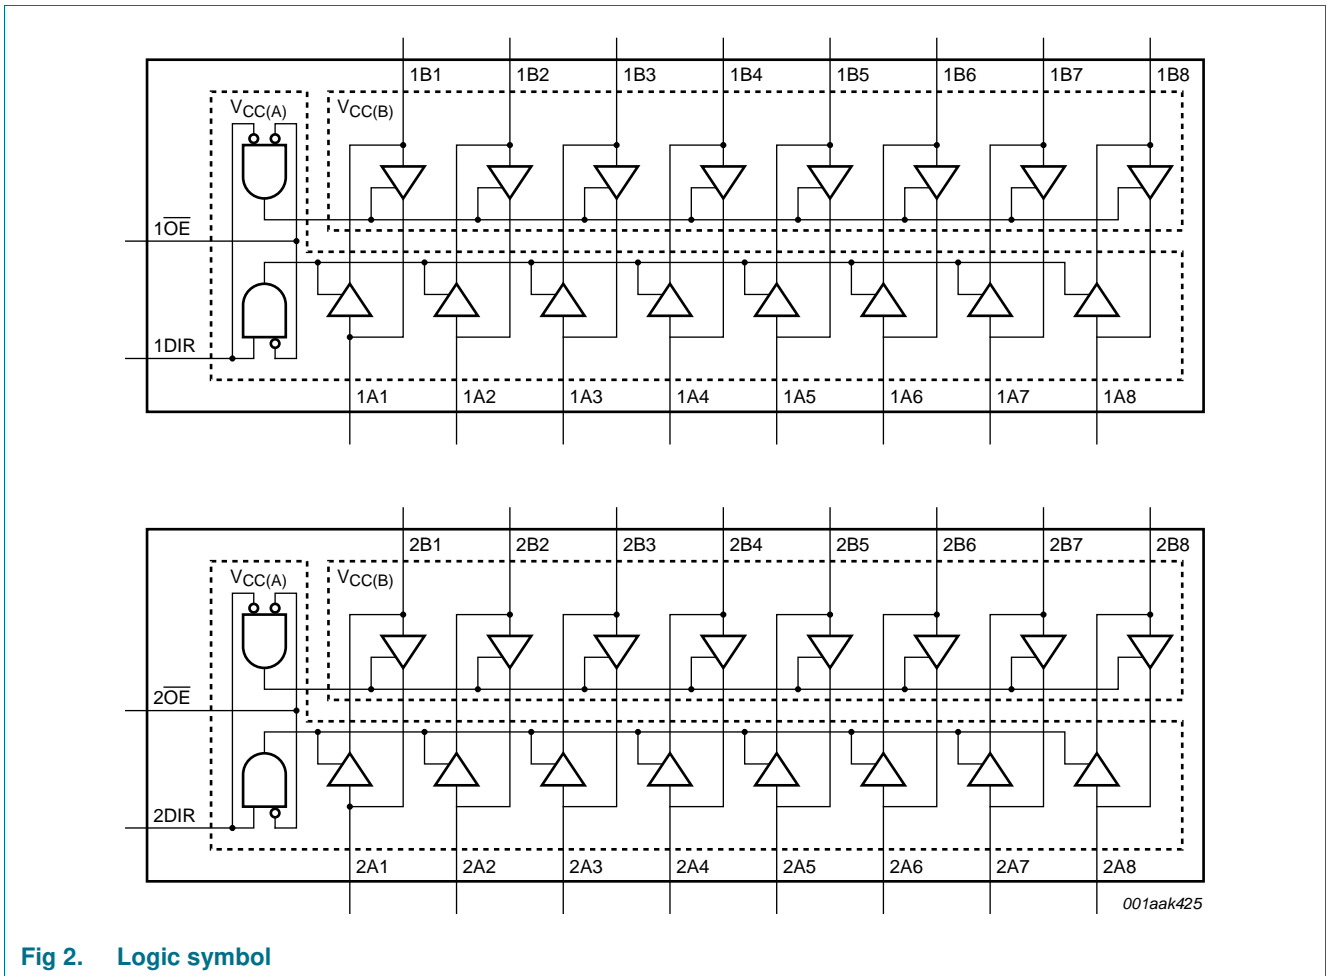 1B1 1B2 1B3 1B4 1B5 1B6 1B7 1B8
VCC(A) VCC(B)
1O̅E̅
1DIR
1A1 1A2 1A3 1A4 1A5 1A6 1A7 1A8
2B1 2B2 2B3 2B4 2B5 2B6 2B7 2B8
VCC(A) VCC(B)
2O̅E̅
2DIR
2A1 2A2 2A3 2A4 2A5 2A6 2A7 2A8
001aak425
Fig 2. Logic symbol